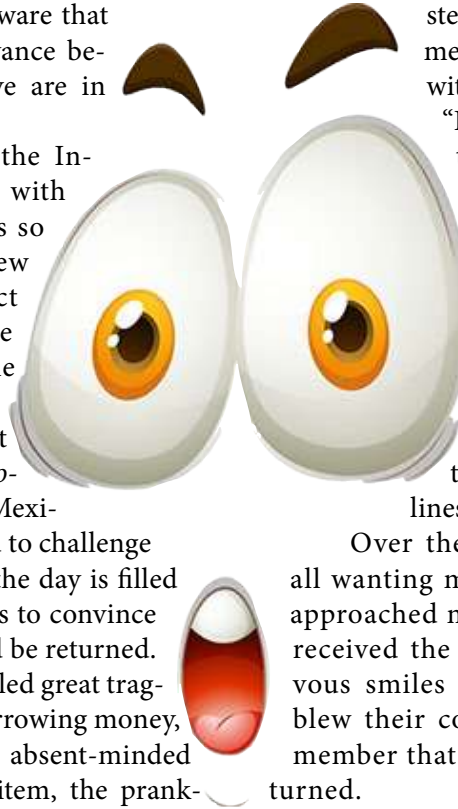 ware that
vance be-
ve are in
the In-
with
s so
ew
ct
e
e
t
p-
Mexi-
to challenge
the day is filled
s to convince
be returned.
led great trag-
rrowing money,
absent-minded
item, the prank-
ste
me
wit
“I
t
lines
Over the
all wanting m
approached
received the
vous smiles
blew their co
member that
turned.